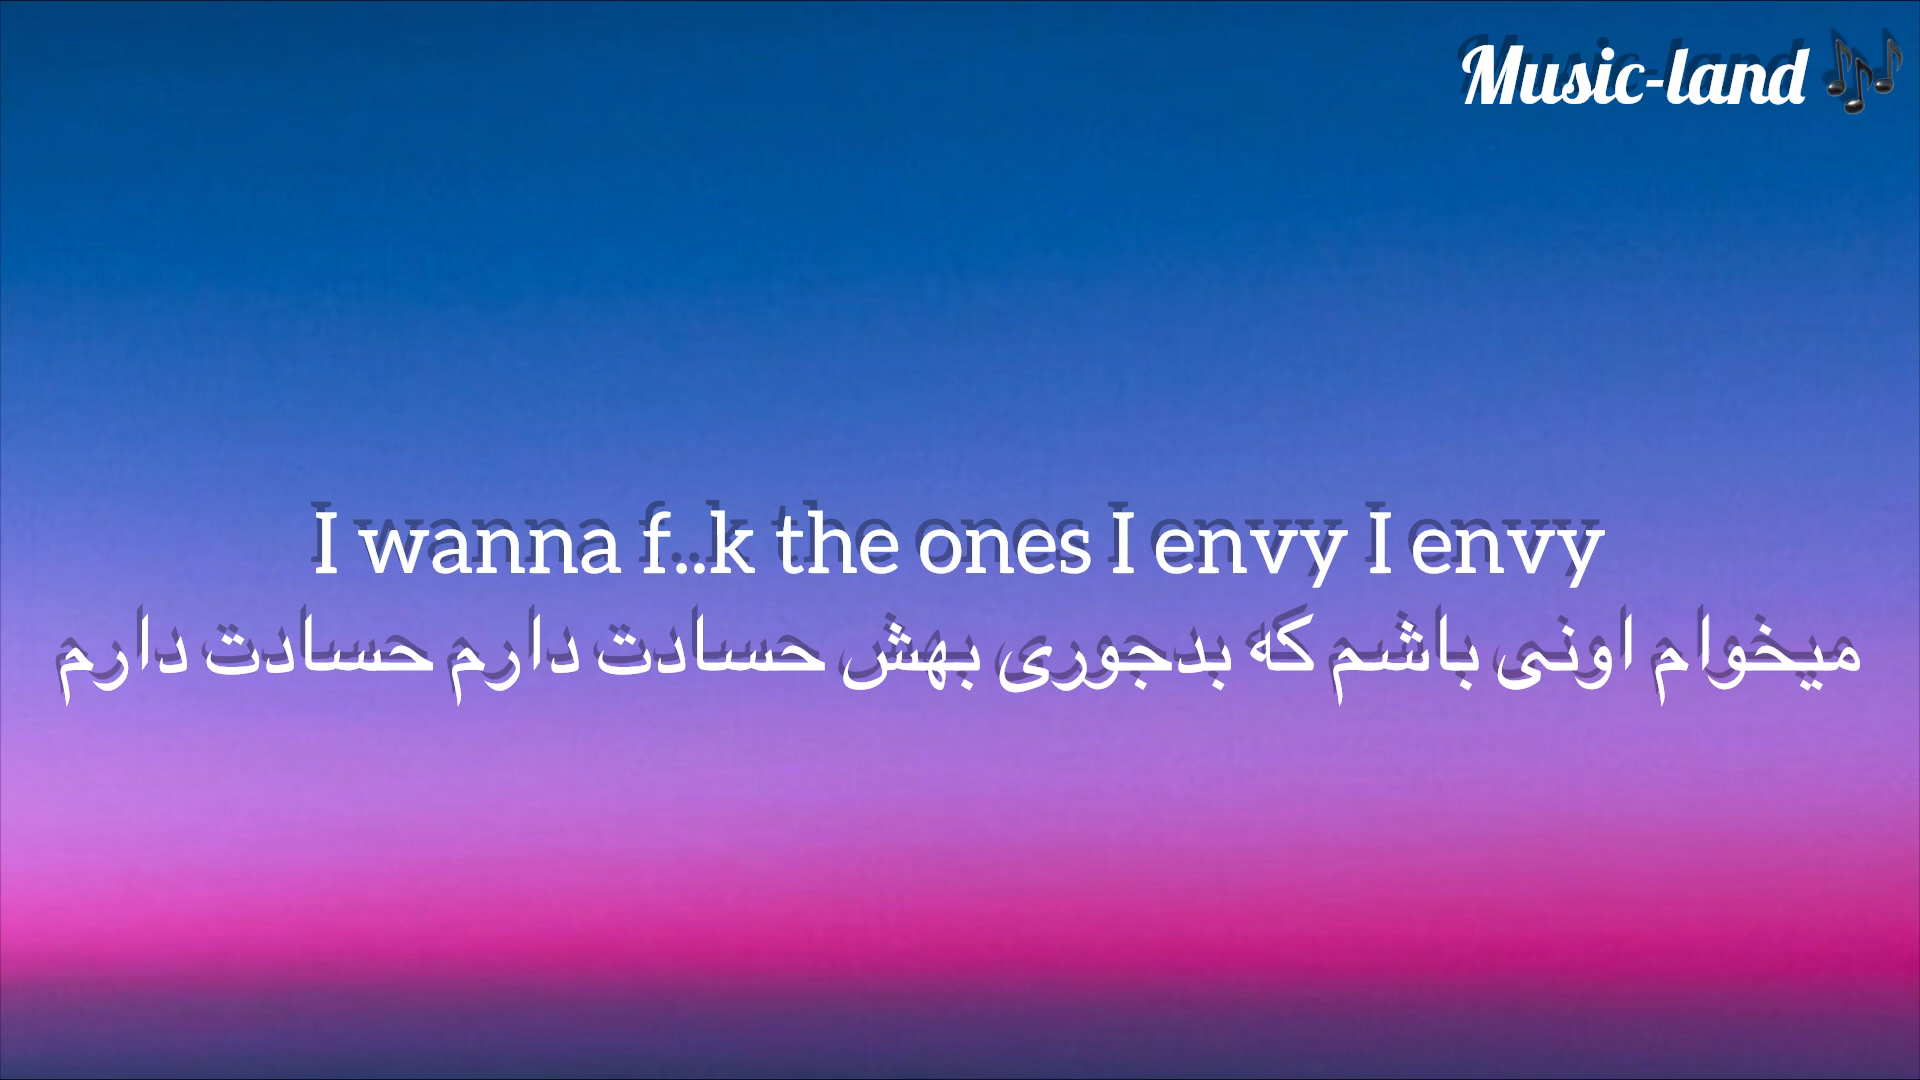 Music-land 🎶
I wanna f..k the ones I envy I envy
میخوام اونی باشم که بدجوری بهش حسادت دارم حسادت دارم